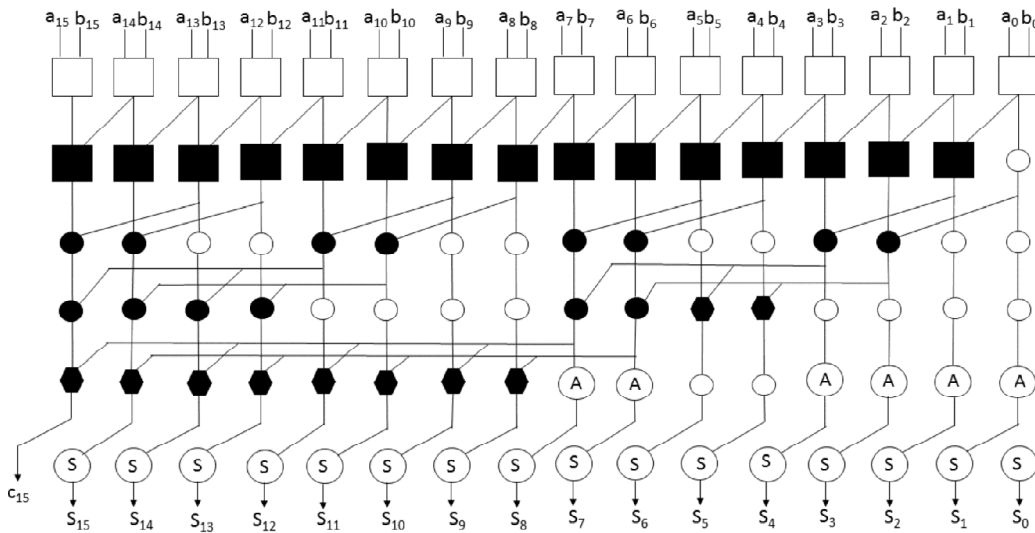 a15 b15 a14 b14 a13 b13 a12 b12 a11 b11 a10 b10 a9 b9 a8 b8 a7 b7 a6 b6 a5 b5 a4 b4 a3 b3 a2 b2 a1 b1 a0 b0
A A A A A A
S S S S S S S S S S S S S S S S
c15
S15 S14 S13 S12 S11 S10 S9 S8 S7 S6 S5 S4 S3 S2 S1 S0